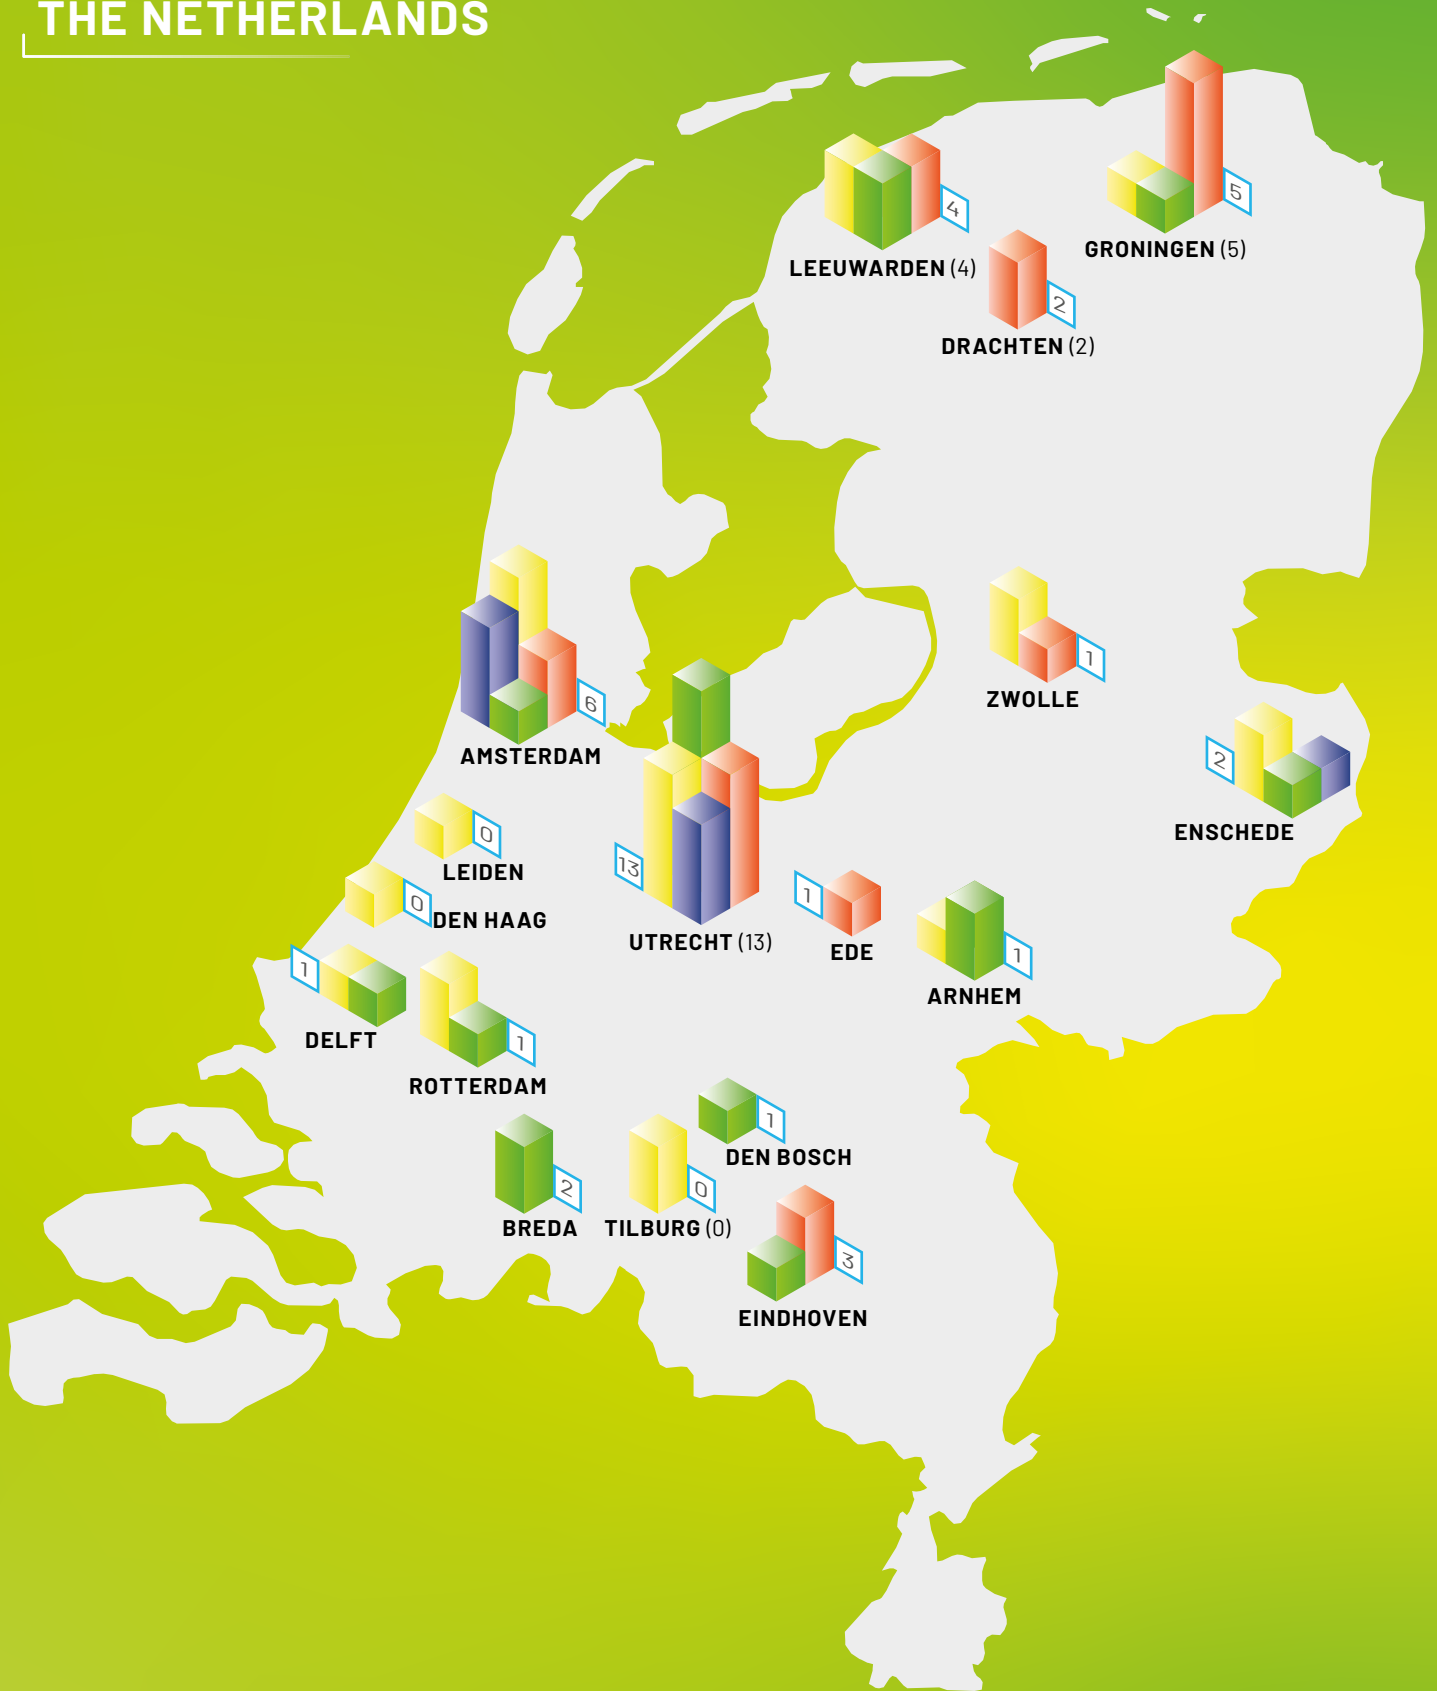 THE NETHERLANDS
4
LEEUWARDEN (4)
5
GRONINGEN (5)
2
DRACHTEN (2)
6
AMSTERDAM
1
ZWOLLE
2
ENSCHEDE
0
LEIDEN
0
DEN HAAG
13
UTRECHT (13)
1
EDE
1
ARNHEM
1
DELFT
1
ROTTERDAM
1
DEN BOSCH
2
BREDA
0
TILBURG (0)
3
EINDHOVEN